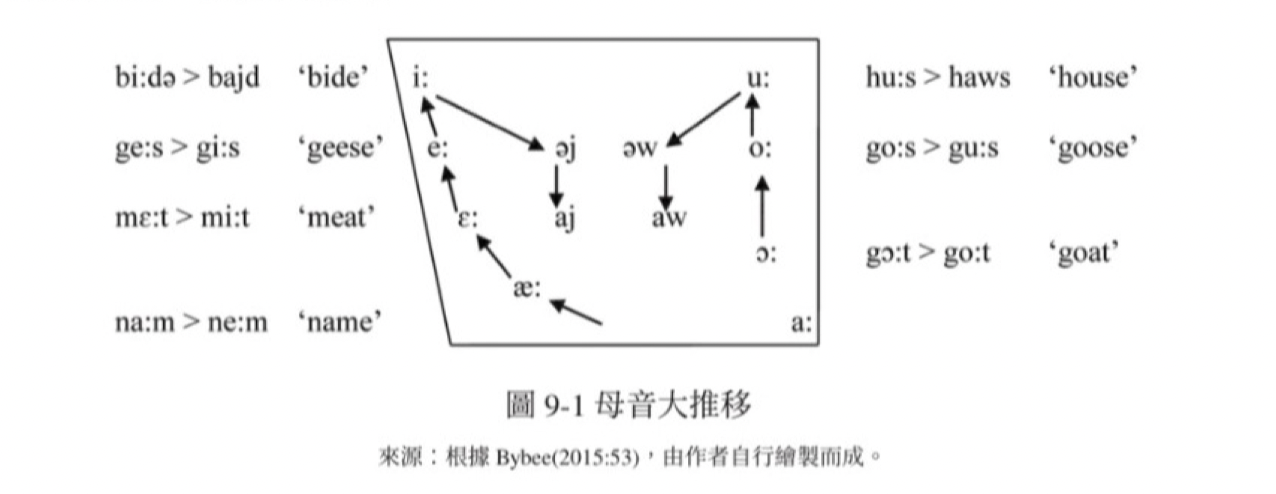 bi:də > bajd ‘bide’ i: u: hu:s > haws ‘house’
ge:s > gi:s ‘geese’ e: əj əw o: go:s > gu:s ‘goose’
mɛ:t > mi:t ‘meat’ ɛ: aj aw
ɔ: gɔ:t > go:t ‘goat’
æ:
na:m > ne:m ‘name’ a:
圖 9-1 母音大推移
來源：根據 Bybee(2015:53)，由作者自行繪製而成。